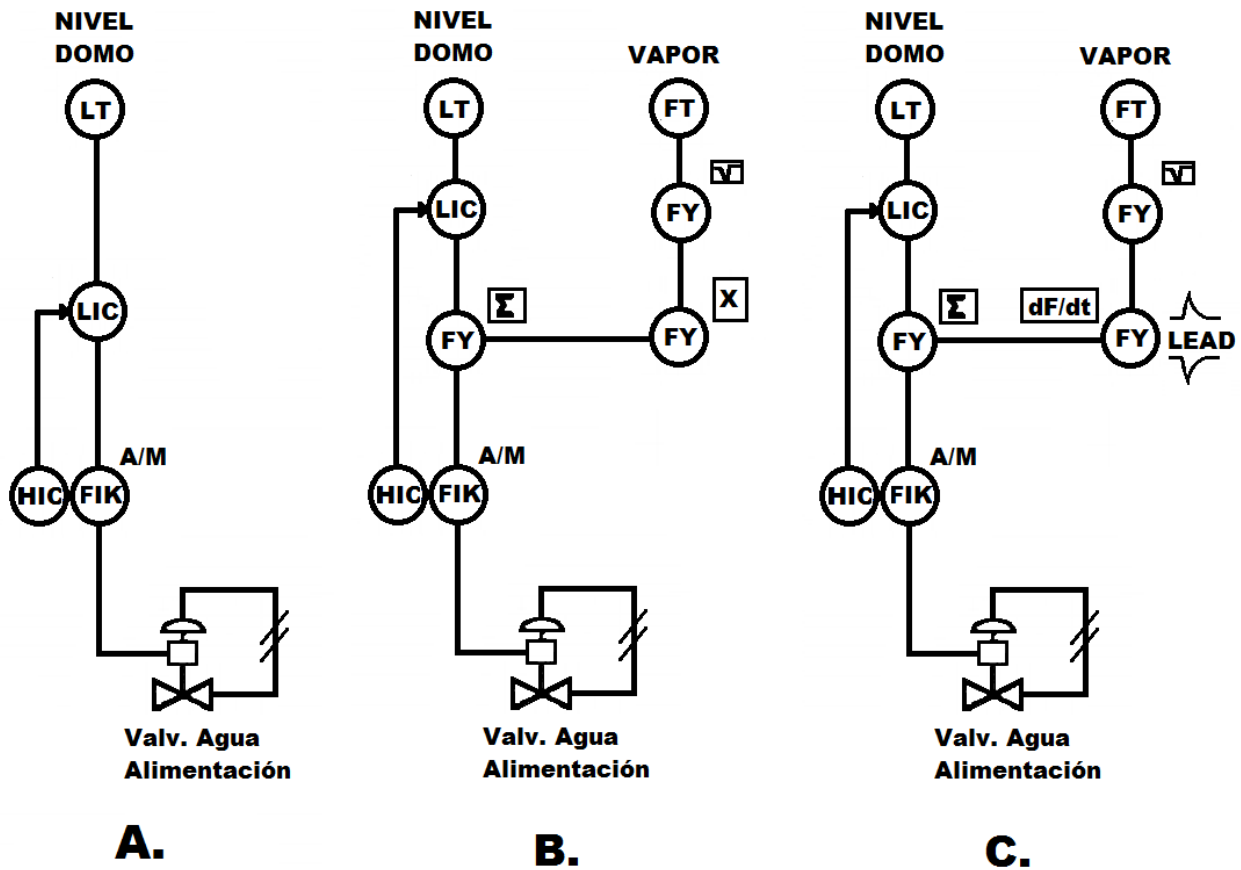 NIVEL
DOMO
LT
LIC
A/M
HIC
FIK
Valv. Agua
Alimentación
A.
NIVEL
DOMO
VAPOR
LT
FT
√
LIC
FY
Σ
X
FY
FY
A/M
HIC
FIK
Valv. Agua
Alimentación
B.
NIVEL
DOMO
VAPOR
LT
FT
√
LIC
FY
Σ
dF/dt
FY
FY
LEAD
A/M
HIC
FIK
Valv. Agua
Alimentación
C.